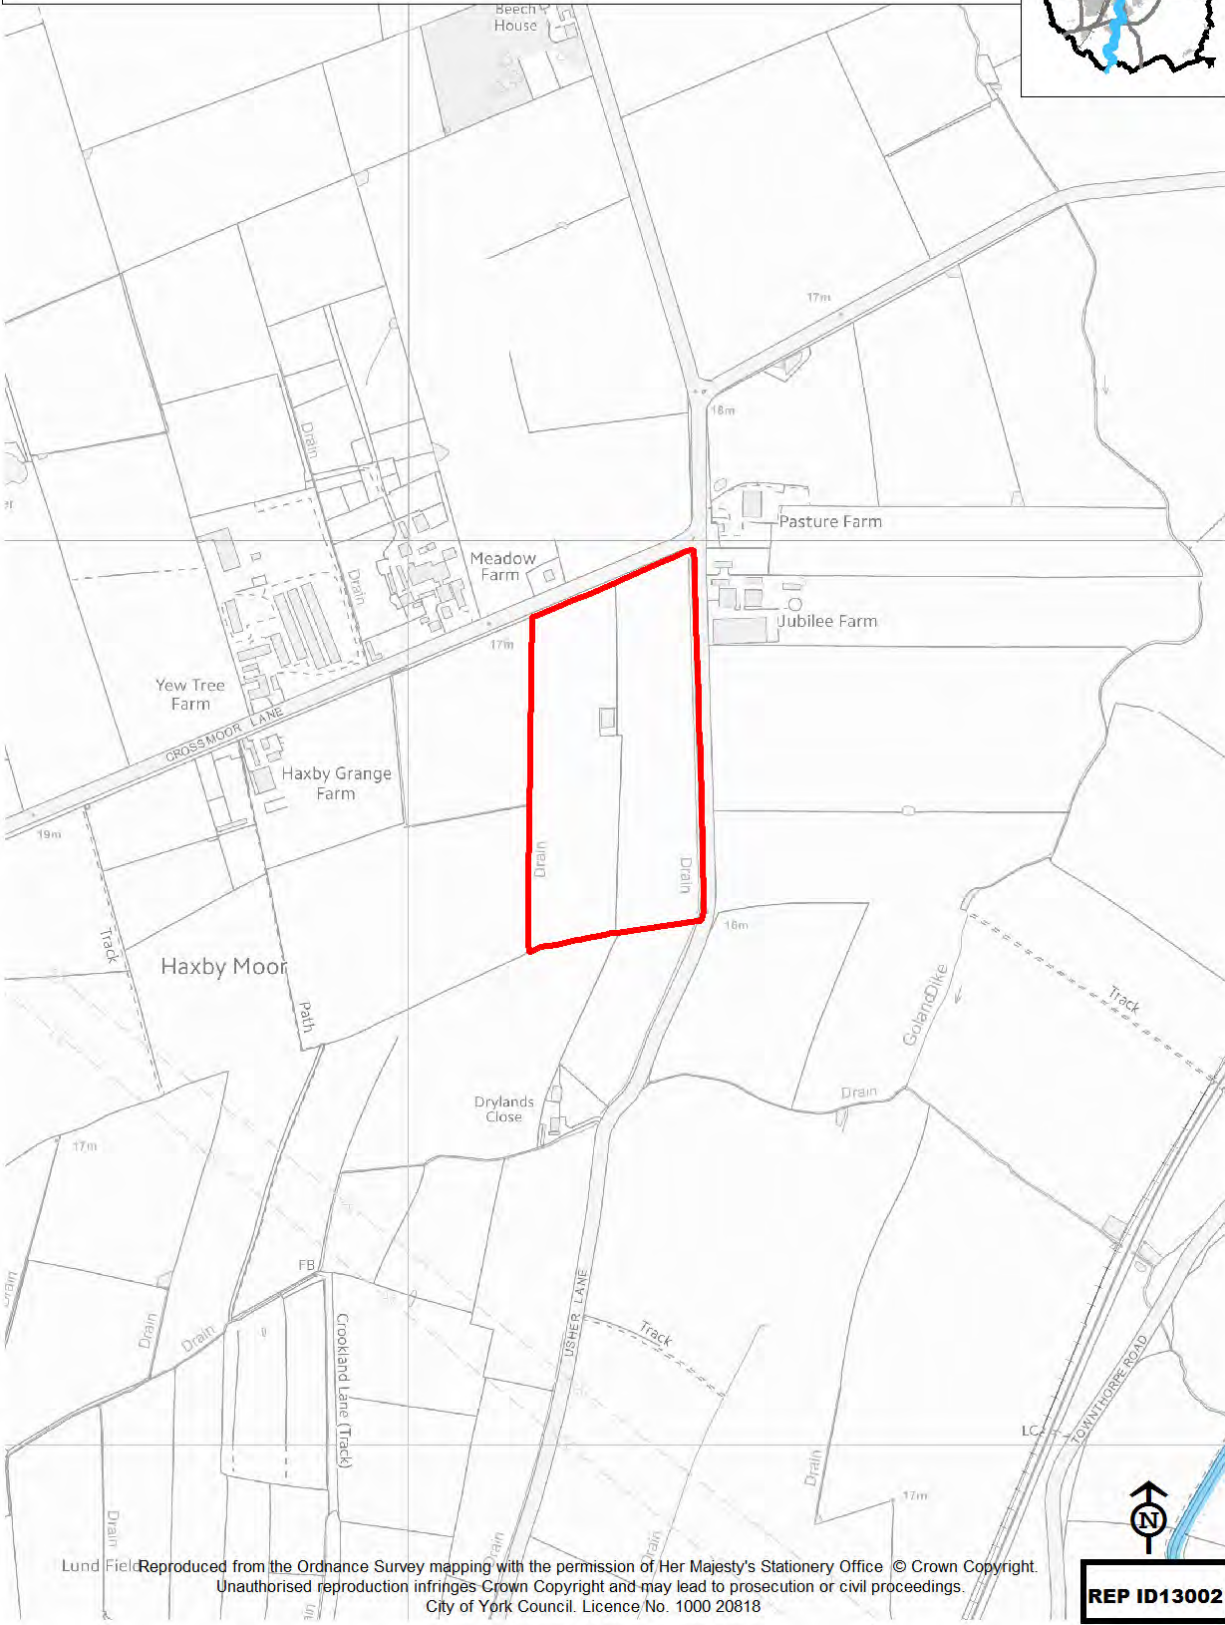 Beech
House
17m
18m
Drain
Pasture Farm
Meadow
Farm
Drain
Jubilee Farm
17m
Yew Tree
Farm
CROSSMOOR LANE
Haxby Grange
Farm
19m
Drain
Drain
16m
Track
Haxby Moor
Path
Goland Dike
Track
Drain
Drylands
Close
17m
FB
Drain
Drain
Drain
USHER LANE
Track
Crookland Lane (Track)
TOWNTHORPE ROAD
LC
Drain
17m
Drain
N
Drain
Drain
Lund Field
Reproduced from the Ordnance Survey mapping with the permission of Her Majesty's Stationery Office © Crown Copyright.
Unauthorised reproduction infringes Crown Copyright and may lead to prosecution or civil proceedings.
City of York Council. Licence No. 1000 20818
REP ID13002